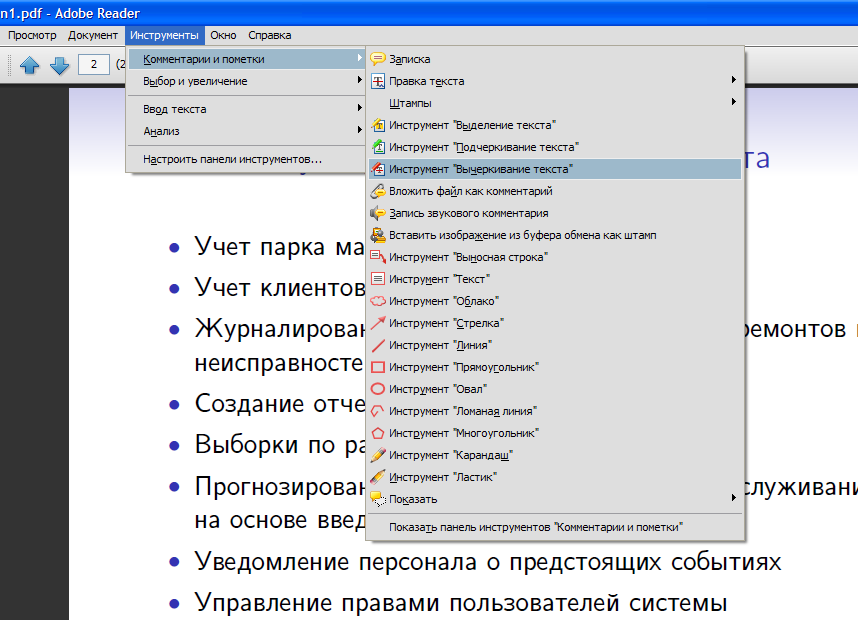 n1.pdf - Adobe Reader
Просмотр Документ Инструменты Окно Справка
2 (2
Комментарии и пометки
Выбор и увеличение
Ввод текста
Анализ
Настроить панели инструментов...
Записка
Правка текста
Штампы
Инструмент "Выделение текста"
Инструмент "Подчеркивание текста"
Инструмент "Вычеркивание текста"
Вложить файл как комментарий
Запись звукового комментария
Вставить изображение из буфера обмена как штамп
Инструмент "Выносная строка"
Инструмент "Текст"
Инструмент "Облако"
Инструмент "Стрелка"
Инструмент "Линия"
Инструмент "Прямоугольник"
Инструмент "Овал"
Инструмент "Ломаная линия"
Инструмент "Многоугольник"
Инструмент "Карандаш"
Инструмент "Ластик"
Показать
Показать панель инструментов "Комментарии и пометки"
та
• Учет парка ма
• Учет клиентов
• Журналирован ремонтов
неисправносте
• Создание отче
• Выборки по ра
• Прогнозирован служивани
на основе введ
• Уведомление персонала о предстоящих событиях
• Управление правами пользователей системы